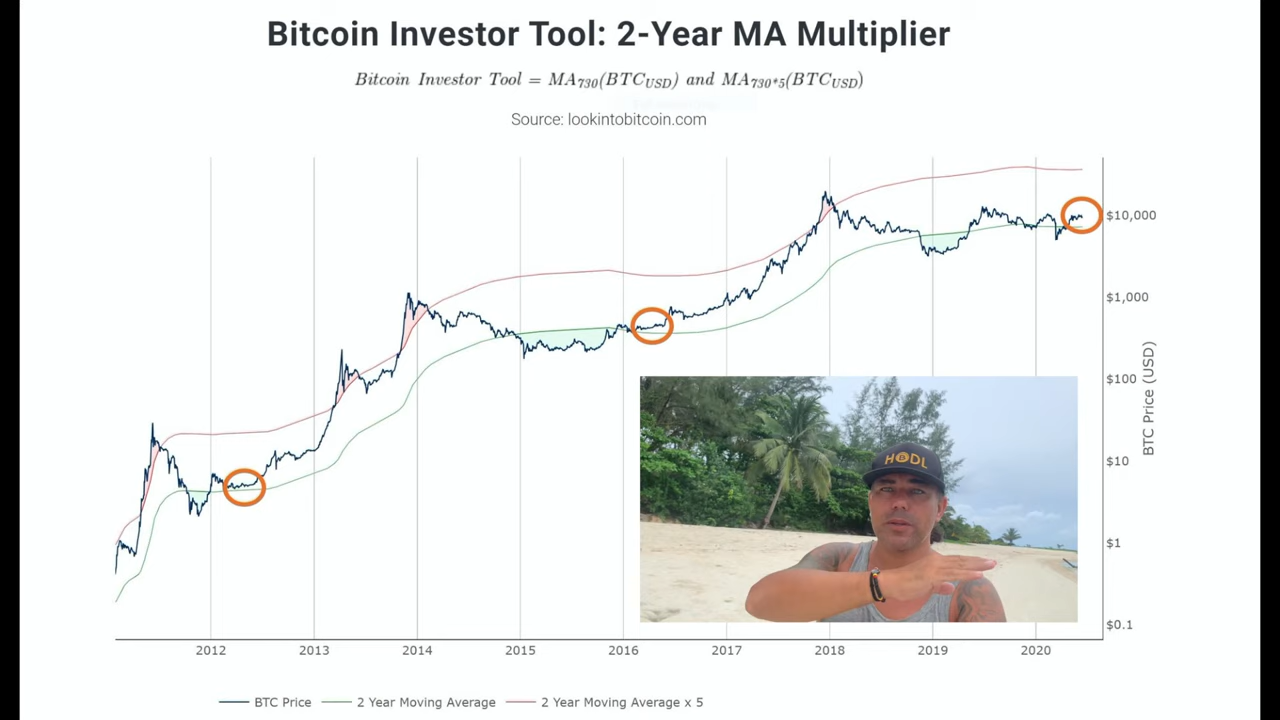 Bitcoin Investor Tool: 2-Year MA Multiplier
Bitcoin Investor Tool = MA730(BTCUSD) and MA730*5(BTCUSD)
Source: lookintobitcoin.com
$10,000
$1,000
$100
$10
$1
$0.1
BTC Price (USD)
HODL
2012 2013 2014 2015 2016 2017 2018 2019 2020
BTC Price 2 Year Moving Average 2 Year Moving Average x 5